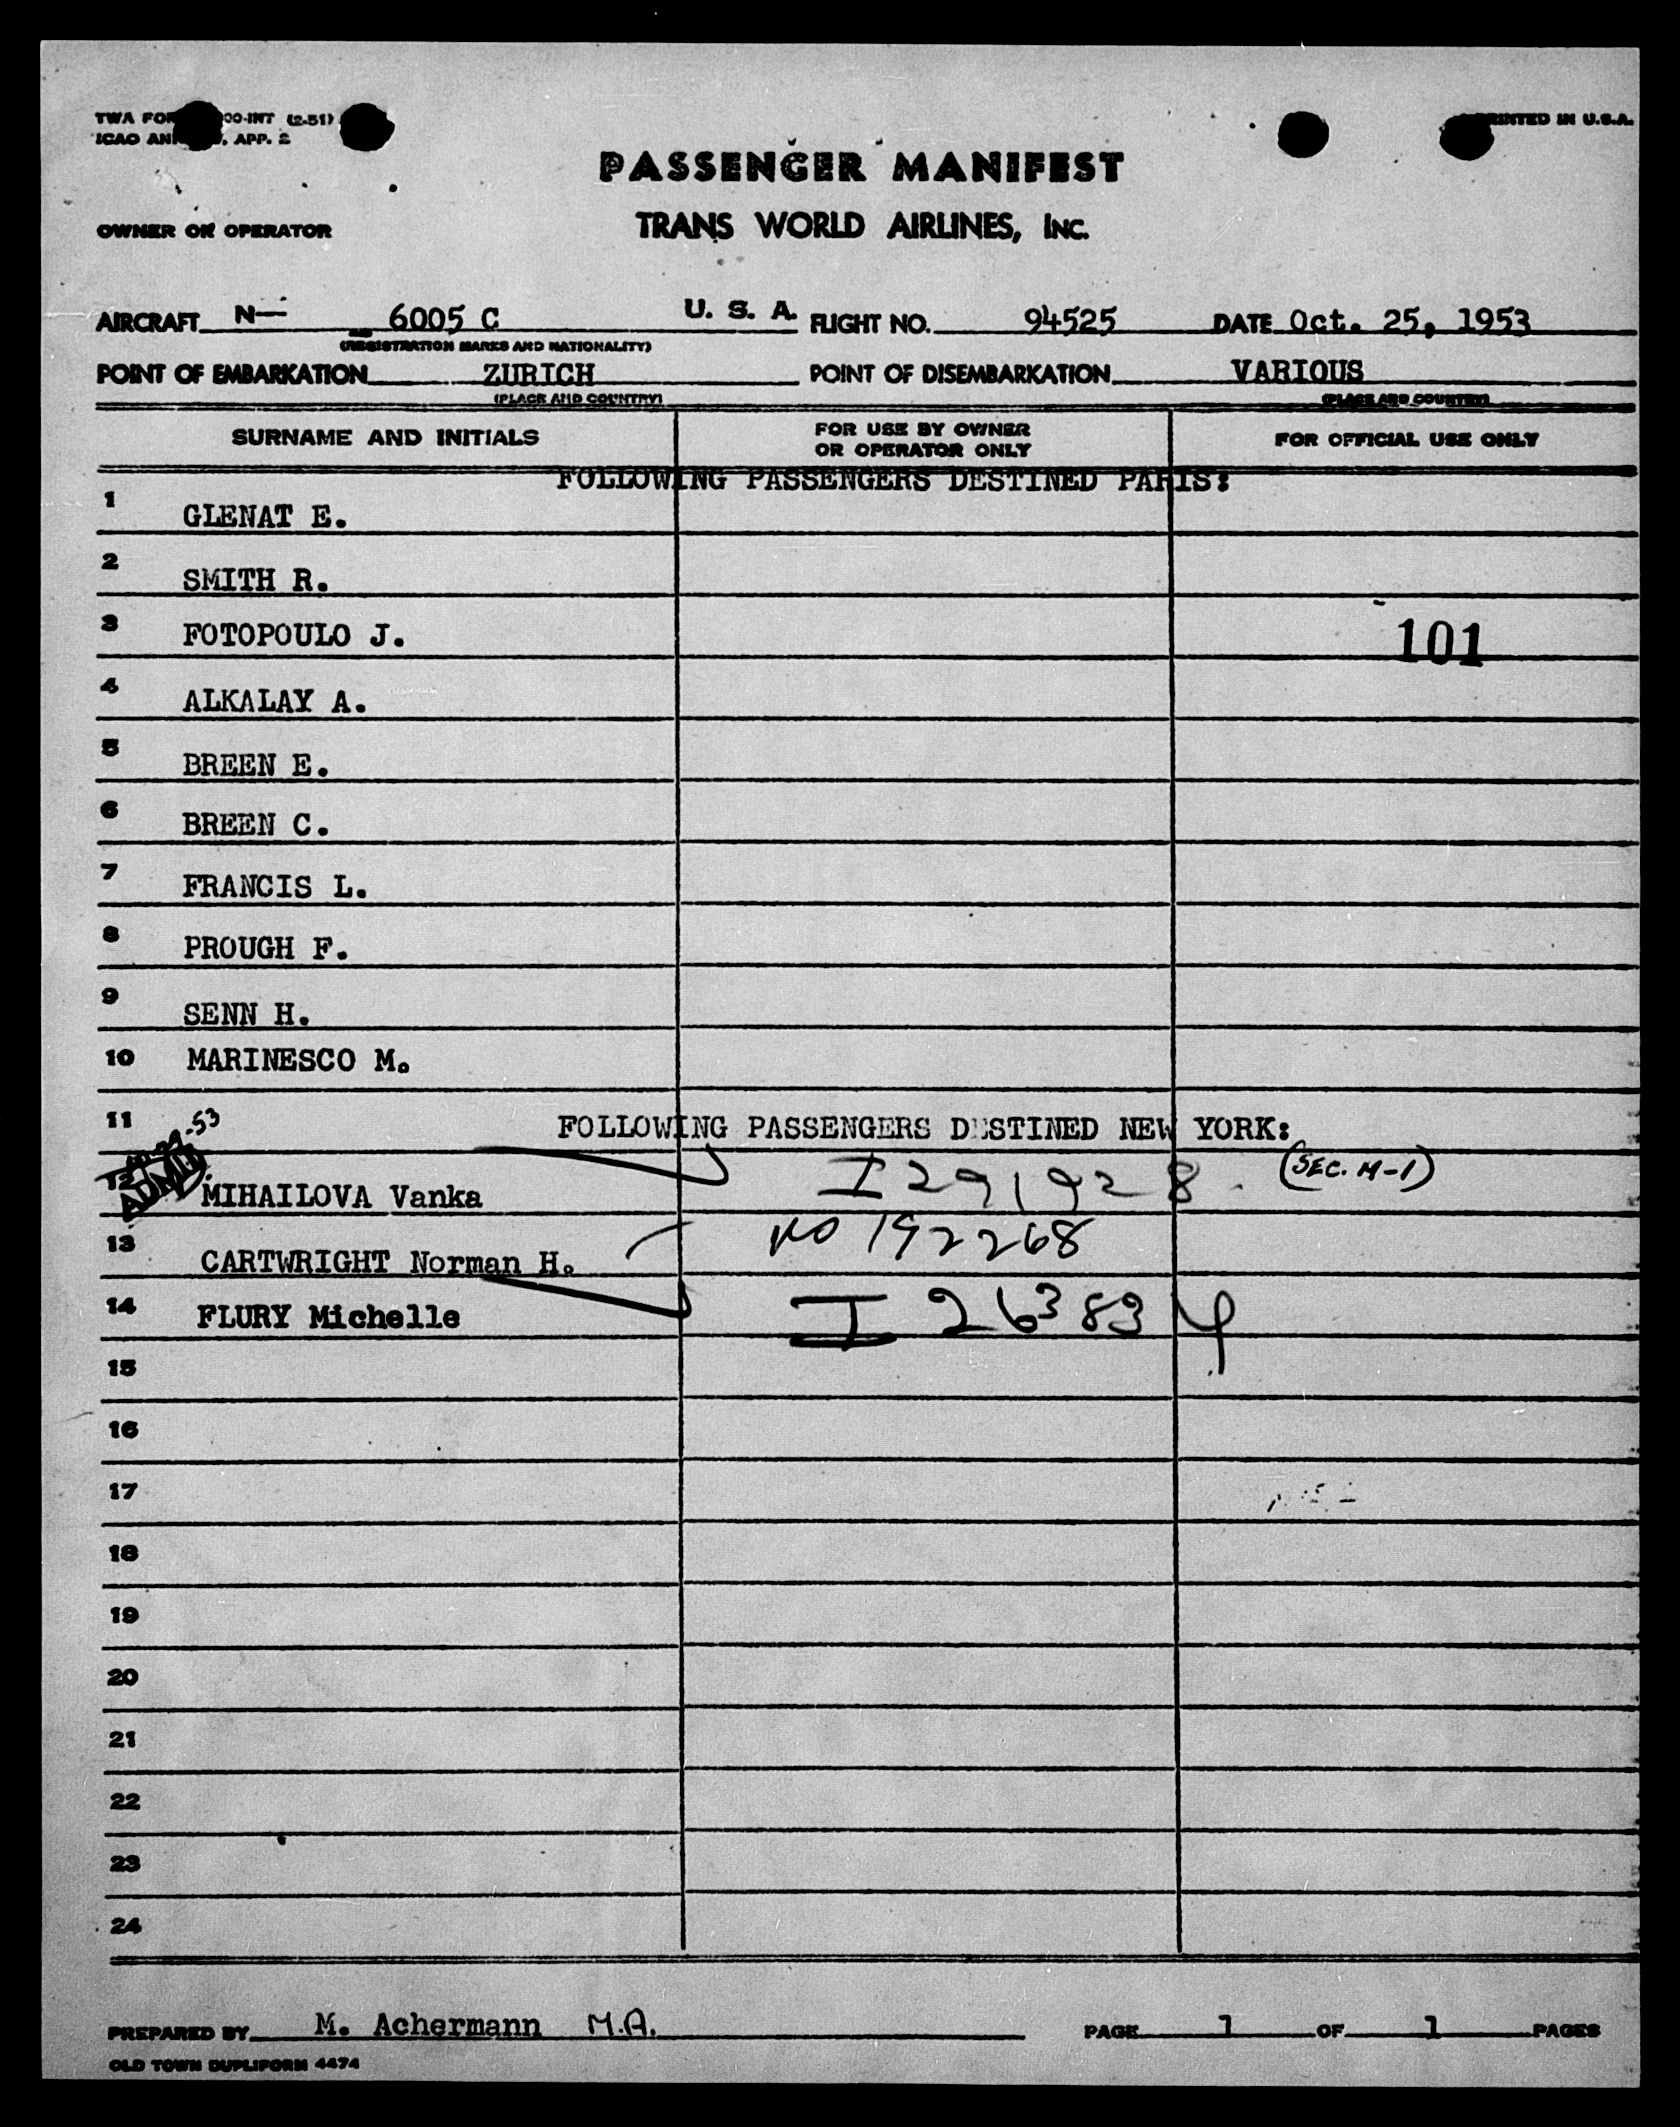 TWA FOR 00-INT (2-51)
ICAO AN APP. 2
PRINTED IN U.S.A.
PASSENGER MANIFEST
OWNER OR OPERATOR
TRANS WORLD AIRLINES, INC.
AIRCRAFT N— 6005 C U. S. A. FLIGHT NO. 94525 DATE Oct. 25, 1953
(REGISTRATION MARKS AND NATIONALITY)
POINT OF EMBARKATION ZURICH POINT OF DISEMBARKATION VARIOUS
(PLACE AND COUNTRY) (PLACE AND COUNTRY)
SURNAME AND INITIALS FOR USE BY OWNER OR OPERATOR ONLY FOR OFFICIAL USE ONLY
FOLLOWING PASSENGERS DESTINED PARIS:
1 GLENAT E.
2 SMITH R.
3 FOTOPOULO J. 101
4 ALKALAY A.
5 BREEN E.
6 BREEN C.
7 FRANCIS L.
8 PROUGH F.
9 SENN H.
10 MARINESCO M.
11 FOLLOWING PASSENGERS DESTINED NEW YORK:
12 MIHAILOVA Vanka I 291928 (SEC. M-1)
13 CARTWRIGHT Norman H. NO 192268
14 FLURY Michelle I 263834
15
16
17
18
19
20
21
22
23
24
PREPARED BY M. Achermann M.A. PAGE 1 OF 1 PAGES
OLD TOWN DUPLIFORM 4474